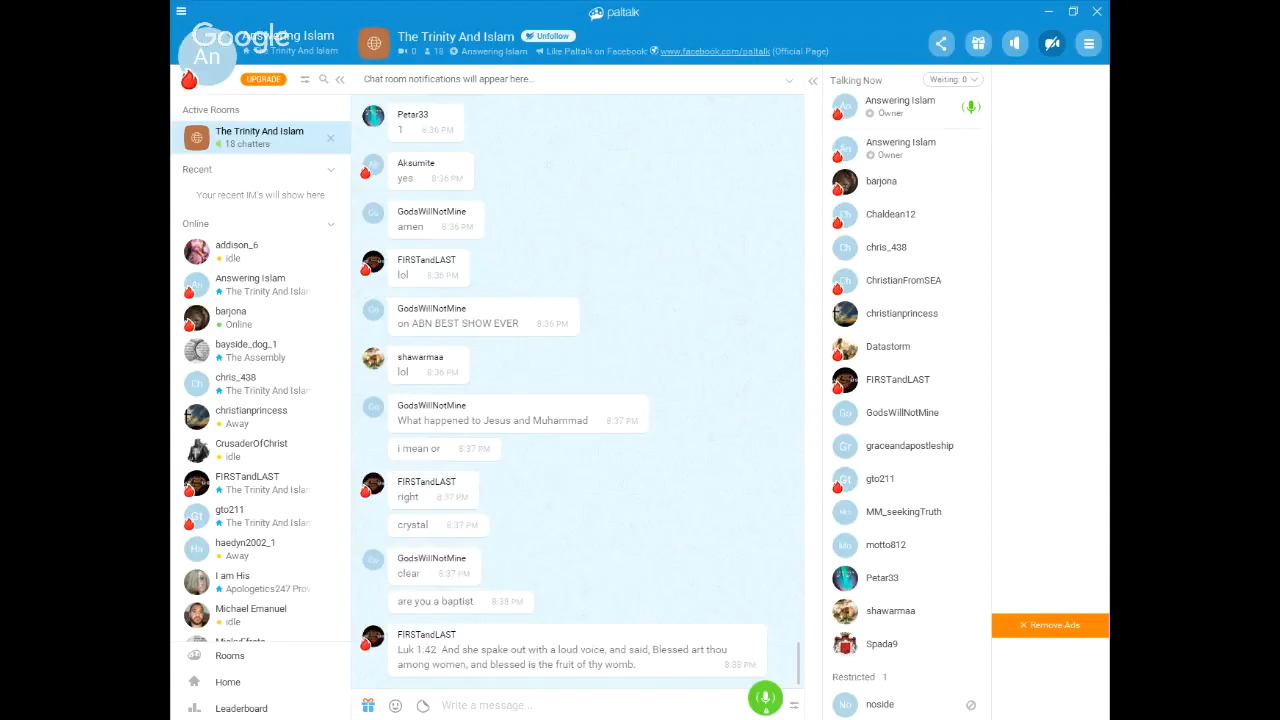 paltalk
Google
Answering Islam
The Trinity And Islam
An
UPGRADE
Active Rooms
The Trinity And Islam
18 chatters
Recent
Your recent IM's will show here
Online
addison_6
idle
Answering Islam
The Trinity And Islar
barjona
Online
bayside_dog_1
The Assembly
Ch
chris_438
The Trinity And Islar
christianprincess
Away
CrusaderOfChrist
idle
FIRSTandLAST
The Trinity And Islar
Gt
gto211
The Trinity And Islar
Ha
haedyn2002_1
Away
I am His
Apologetics247 Prov
Michael Emanuel
idle
Rooms
Home
Leaderboard
The Trinity And Islam Unfollow
0 18 Answering Islam Like Paltalk on Facebook: www.facebook.com/paltalk (Official Page)
Chat room notifications will appear here...
Petar33
1 8:36 PM
Aksumite
yes 8:36 PM
GodsWillNotMine
amen 8:36 PM
FIRSTandLAST
lol 8:36 PM
GodsWillNotMine
on ABN BEST SHOW EVER 8:36 PM
shawarmaa
lol 8:36 PM
GodsWillNotMine
What happened to Jesus and Muhammad 8:37 PM
i mean or 8:37 PM
FIRSTandLAST
right 8:37 PM
crystal 8:37 PM
GodsWillNotMine
clear 8:37 PM
are you a baptist 8:38 PM
FIRSTandLAST
Luk 1:42 And she spake out with a loud voice, and said, Blessed art thou
among women, and blessed is the fruit of thy womb. 8:38 PM
Write a message...
Talking Now Waiting: 0
Answering Islam
Owner
Answering Islam
Owner
barjona
Chaldean12
chris_438
ChristianFromSEA
christianprincess
Datastorm
FIRSTandLAST
GodsWillNotMine
graceandapostleship
gto211
MM_seekingTruth
motto812
Petar33
shawarmaa
Spada9
Restricted 1
noside
Remove Ads